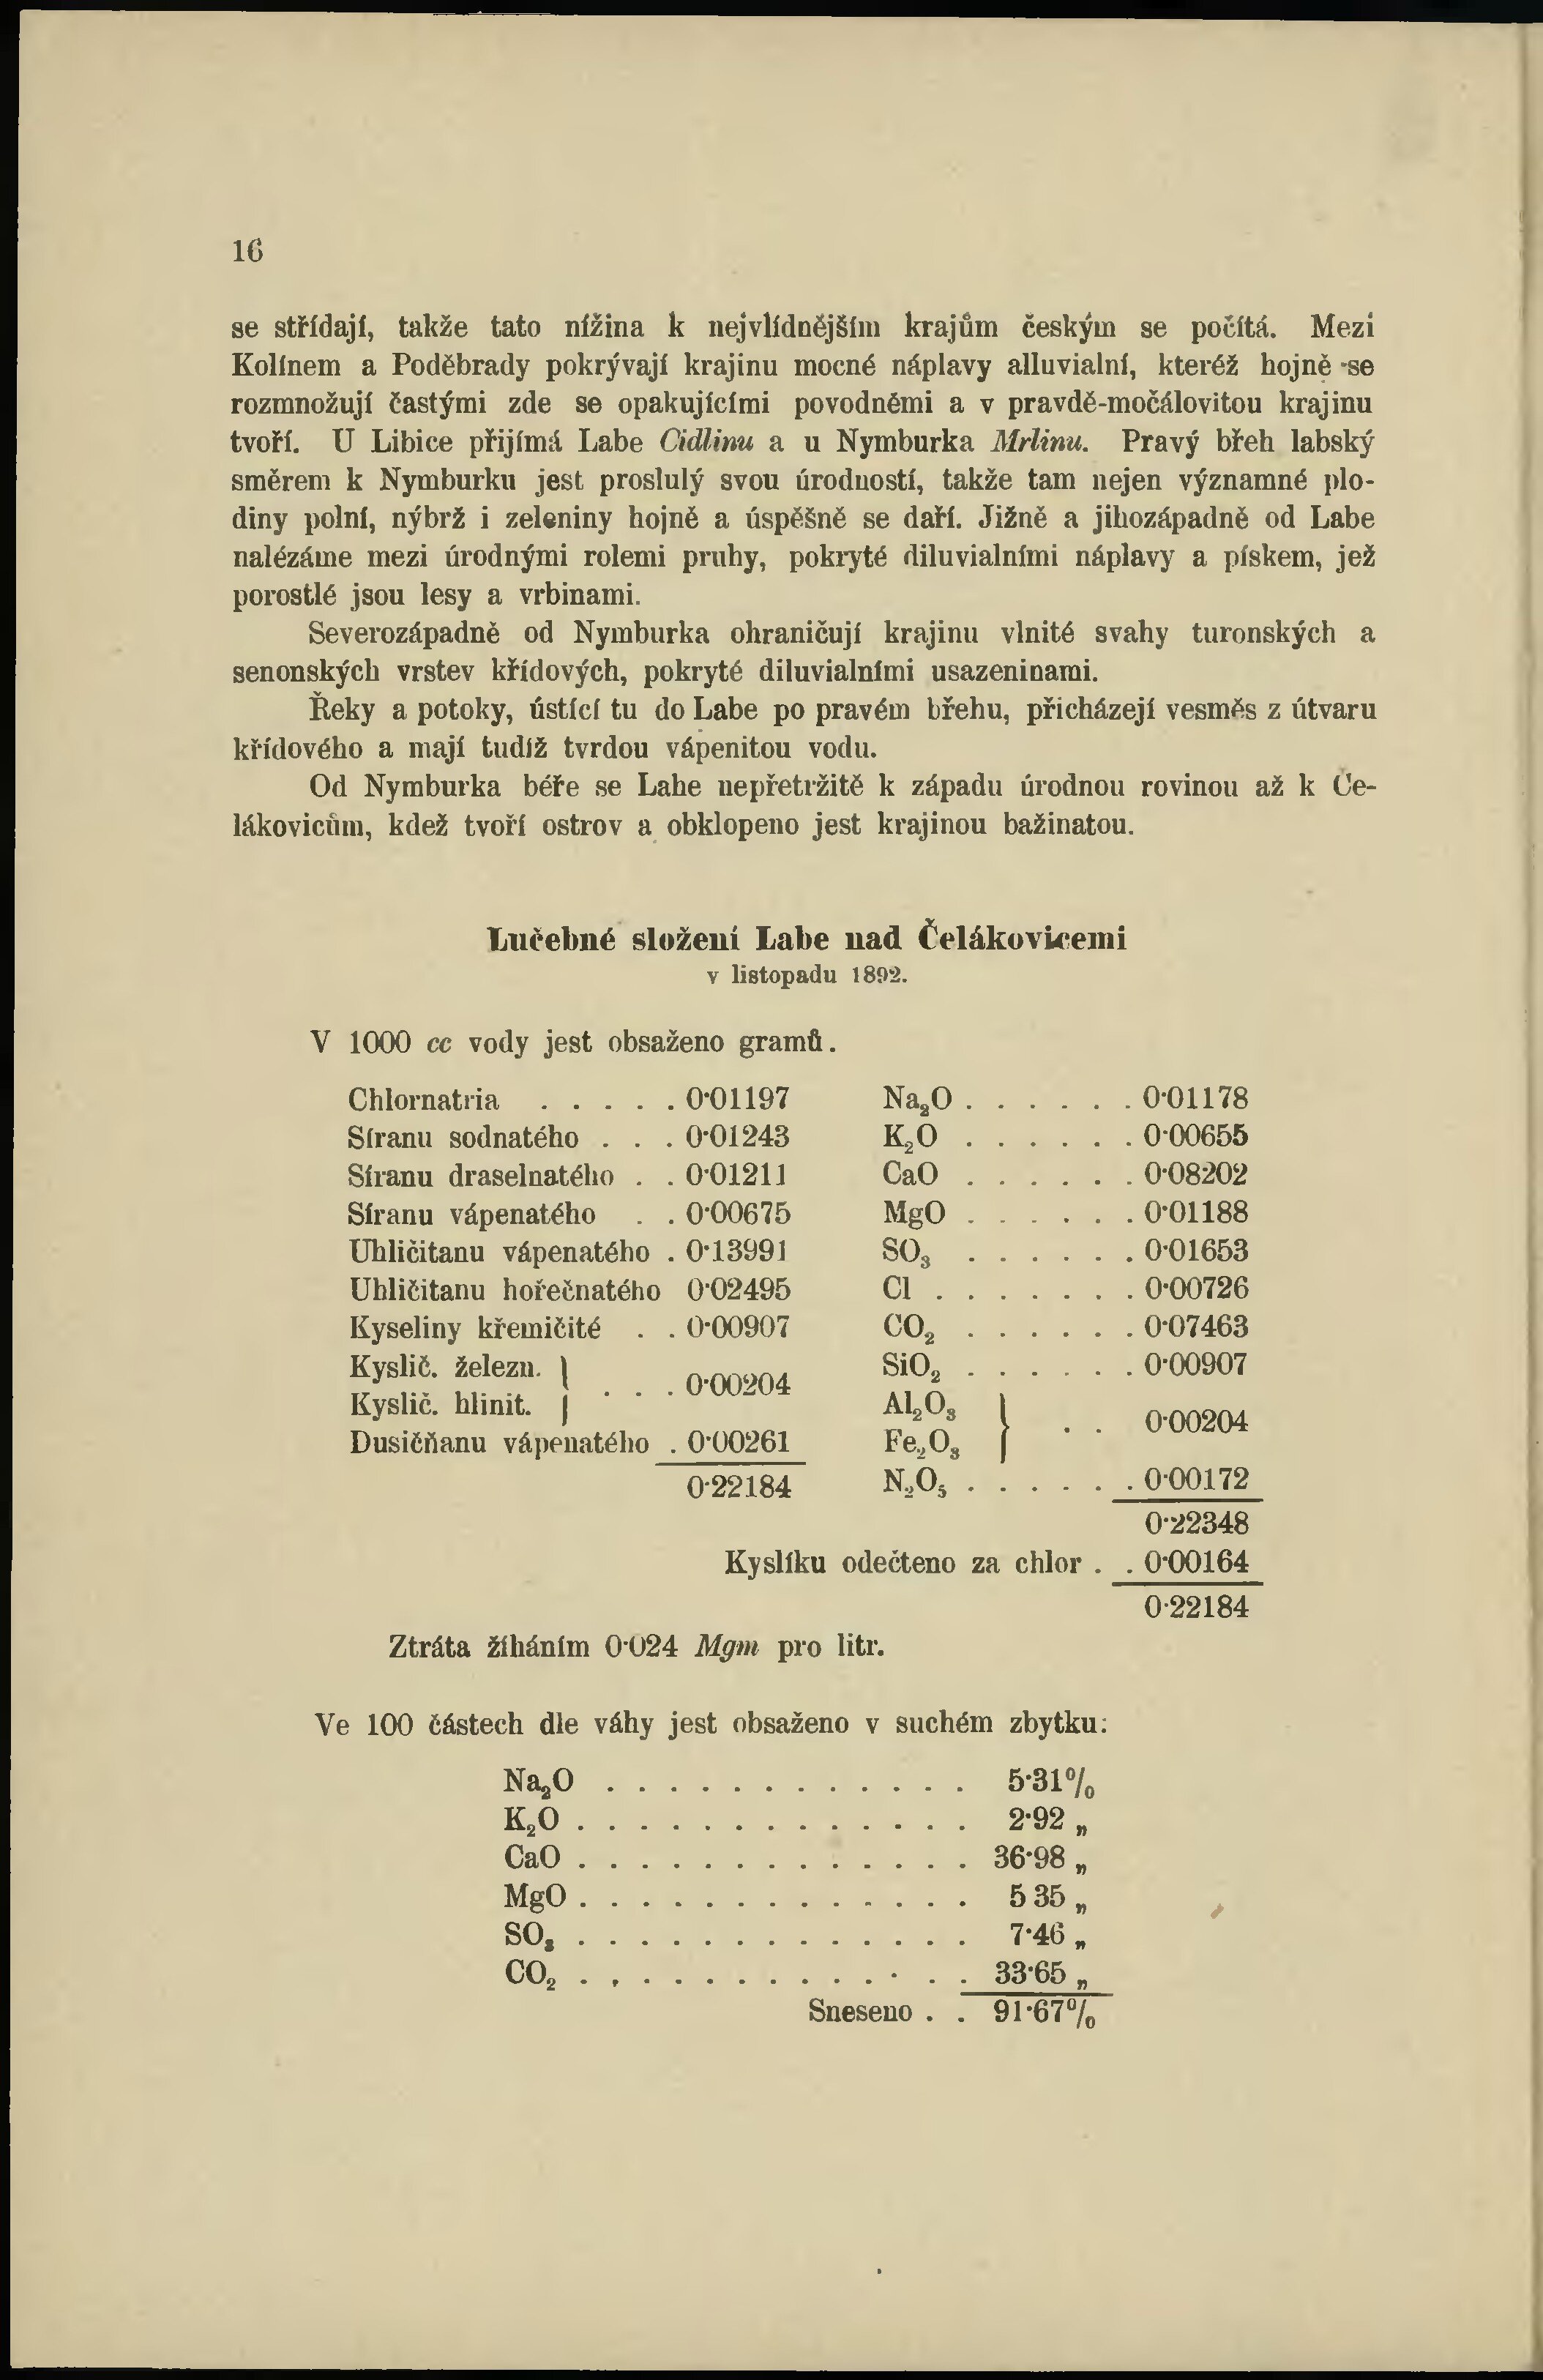 16
se střídají, takže tato nížina k nejvlídnějším krajům českým se počítá. Mezi
Kolínem a Poděbrady pokrývají krajinu mocné náplavy alluvialní, kteréž hojně se
rozmnožují častými zde se opakujícími povodněmi a v pravdě-močálovitou krajinu
tvoří. U Libice přijímá Labe Cidlinu a u Nymburka Mrlinu. Pravý břeh labský
směrem k Nymburku jest proslulý svou úrodností, takže tam nejen významné plo-
diny polní, nýbrž i zeleniny hojně a úspěšně se daří. Jižně a jihozápadně od Labe
nalézáme mezi úrodnými rolemi pruhy, pokryté diluvialními náplavy a pískem, jež
porostlé jsou lesy a vrbinami.
Severozápadně od Nymburka ohraničují krajinu vlnité svahy turonských a
senonských vrstev křídových, pokryté diluvialními usazeninami.
Řeky a potoky, ústící tu do Labe po pravém břehu, přicházejí vesměs z útvaru
křídového a mají tudíž tvrdou vápenitou vodu.
Od Nymburka béře se Labe nepřetržitě k západu úrodnou rovinou až k Če-
lákovicům, kdež tvoří ostrov a obklopeno jest krajinou bažinatou.
Lučebné složení Labe nad Čelákovicemi
v listopadu 1892.
V 1000 cc vody jest obsaženo gramů.
Chlornatria . . . . . 0·01197
Síranu sodnatého . . . 0·01243
Síranu draselnatého . . 0·01211
Síranu vápenatého . . 0·00675
Uhličitanu vápenatého . 0·13991
Uhličitanu hořečnatého 0·02495
Kyseliny křemičité . . 0·00907
Kyslič. železn. }
Kyslič. hlinit. } . . . 0·00204
Dusičňanu vápenatého . 0·00261
0·22184
Na₂O . . . . . . 0·01178
K₂O . . . . . . 0·00655
CaO . . . . . . 0·08202
MgO . . . . . . 0·01188
SO₃ . . . . . . 0·01653
Cl . . . . . . . 0·00726
CO₂ . . . . . . 0·07463
SiO₂ . . . . . . 0·00907
Al₂O₃ }
Fe₂O₃ } . . 0·00204
N₂O₅ . . . . . . 0·00172
0·22348
Kyslíku odečteno za chlor . . 0·00164
0·22184
Ztráta žíháním 0·024 Mgm pro litr.
Ve 100 částech dle váhy jest obsaženo v suchém zbytku:
Na₂O . . . . . . . . . . . . 5·31%
K₂O . . . . . . . . . . . . . 2·92 „
CaO . . . . . . . . . . . . . 36·98 „
MgO . . . . . . . . . . . . . 5 35 „
SO₃ . . . . . . . . . . . . . 7·46 „
CO₂ . . . . . . . . . . . . . 33·65 „
Sneseno . . 91·67%